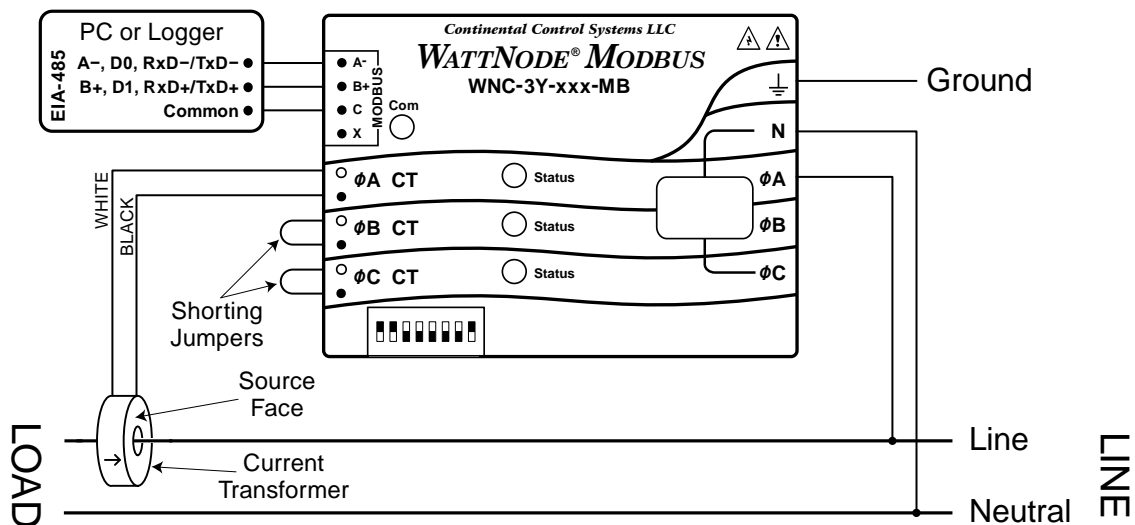 PC or Logger
EIA-485
A−, D0, RxD−/TxD−
B+, D1, RxD+/TxD+
Common
Continental Control Systems LLC
WATTNODE® MODBUS
WNC-3Y-xxx-MB
A-
B+
C
X
MODBUS
Com
Ground
N
WHITE
BLACK
ϕA CT
Status
ϕA
ϕB CT
Status
ϕB
ϕC CT
Status
ϕC
Shorting
Jumpers
Source
Face
Current
Transformer
LOAD
Line
LINE
Neutral